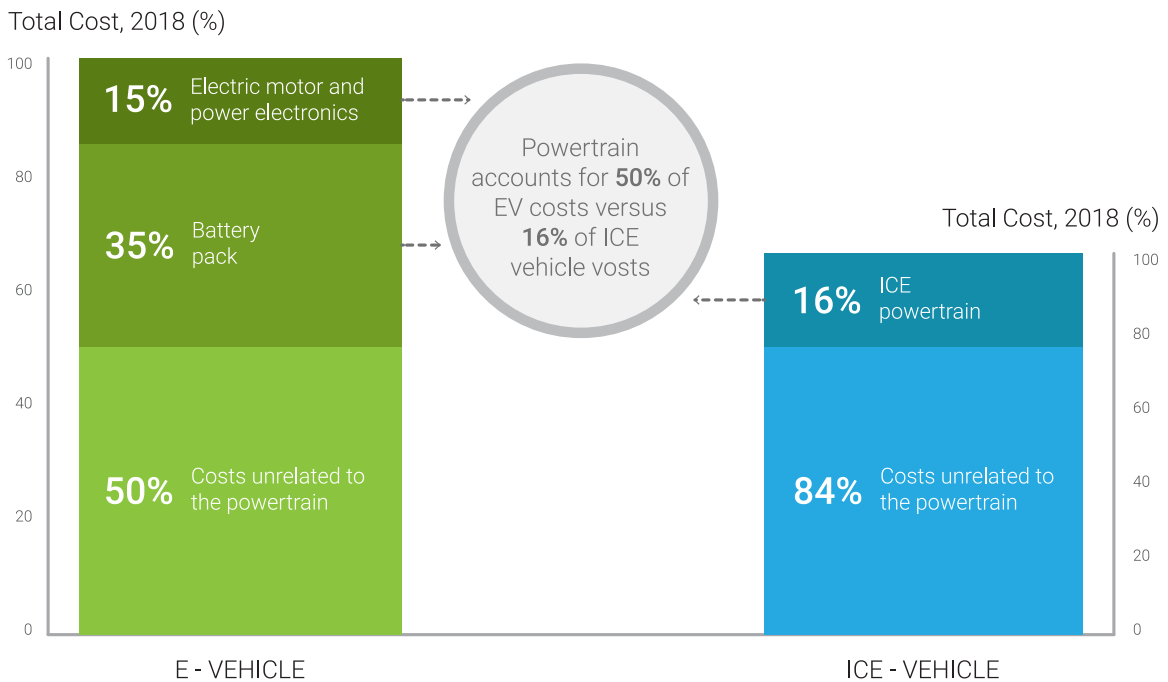 Total Cost, 2018 (%)
100
80
60
40
20
0
15%
Electric motor and
power electronics
35%
Battery
pack
50%
Costs unrelated to
the powertrain
E - VEHICLE
Powertrain
accounts for 50% of
EV costs versus
16% of ICE
vehicle vosts
Total Cost, 2018 (%)
100
80
60
40
20
0
16%
ICE
powertrain
84%
Costs unrelated to
the powertrain
ICE - VEHICLE